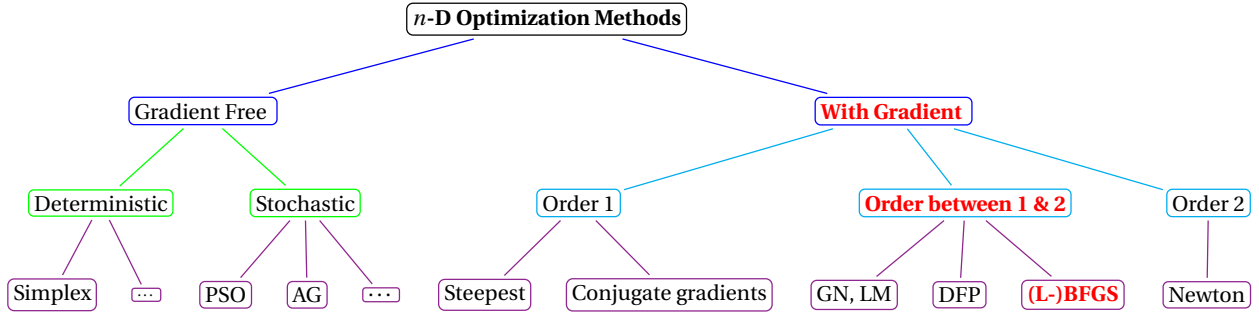 n-D Optimization Methods
Gradient Free
With Gradient
Deterministic
Stochastic
Order 1
Order between 1 & 2
Order 2
Simplex
...
PSO
AG
...
Steepest
Conjugate gradients
GN, LM
DFP
(L-)BFGS
Newton